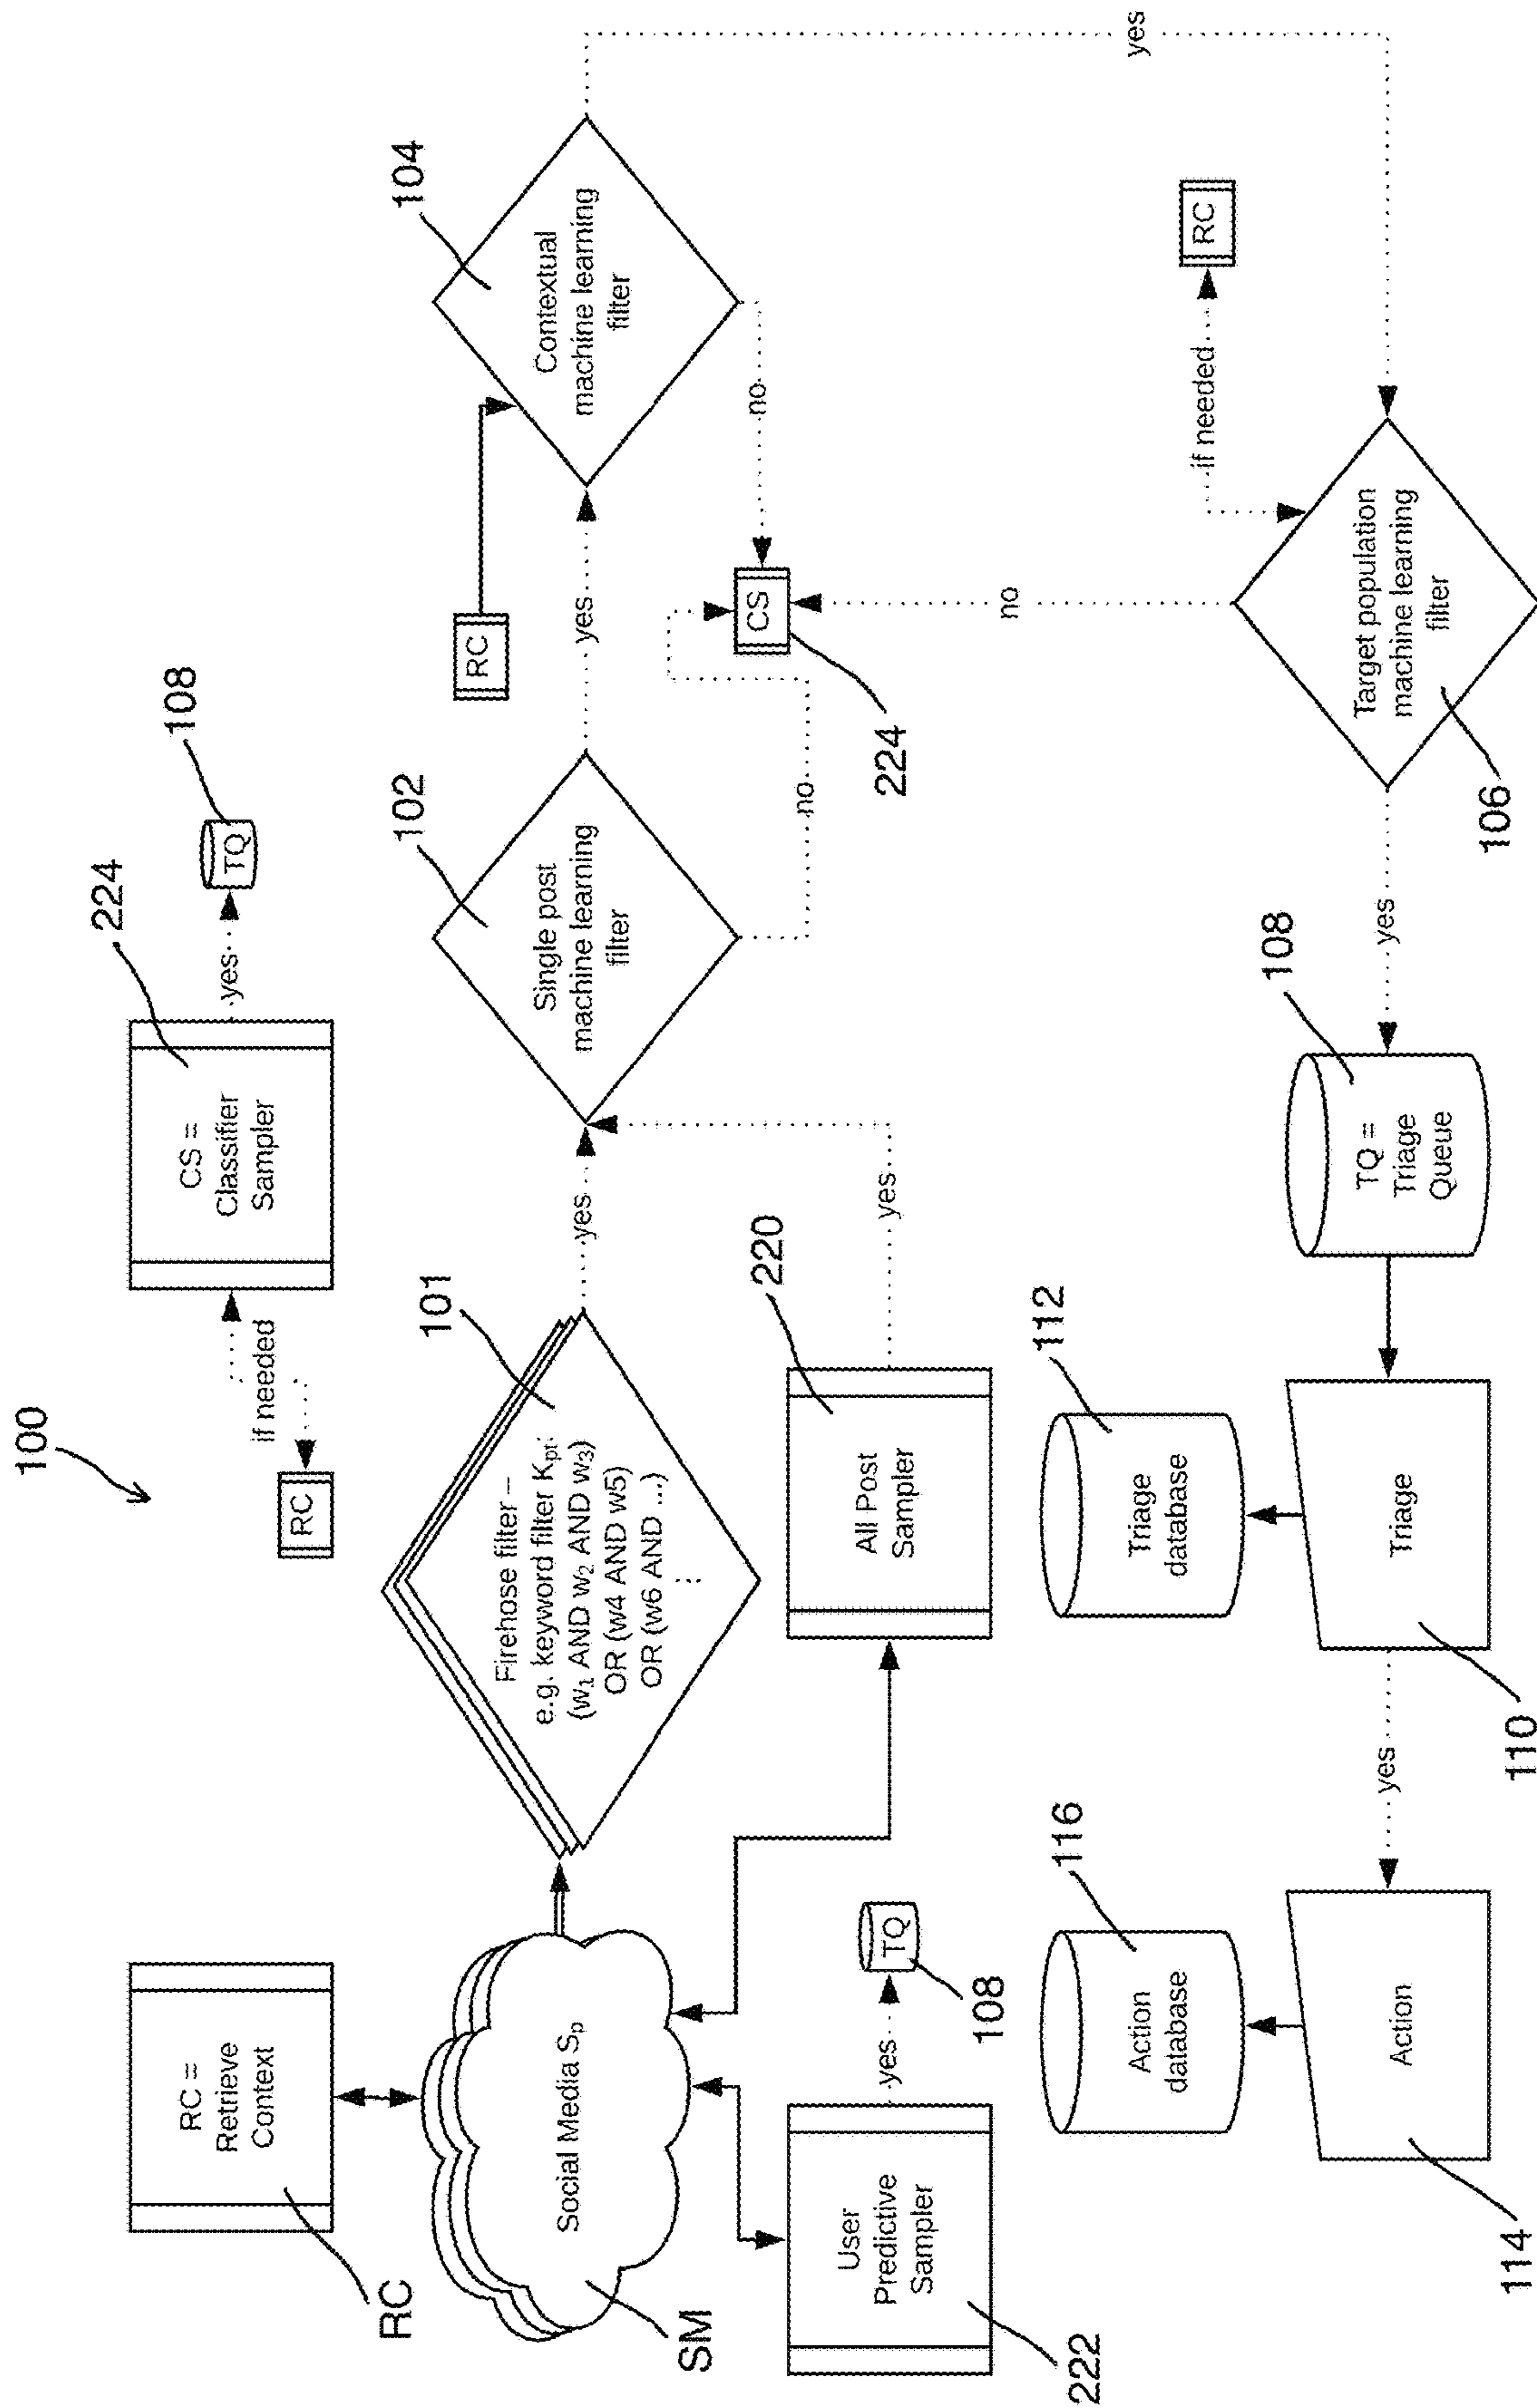 100
RC =
Retrieve
Context
RC
RC
if needed
CS =
Classifier
Sampler
224
yes
TQ
108
Social Media Sp
SM
Firehose filter –
e.g. keyword filter Kpt:
(w1 AND w2 AND w3)
OR (w4 AND w5)
OR (w6 AND ...)
⋮
101
yes
Single post
machine learning
filter
102
yes
no
RC
Contextual
machine learning
filter
104
no
yes
CS
224
User
Predictive
Sampler
222
yes
TQ
108
All Post
Sampler
220
yes
RC
if needed
no
Action
database
116
Triage
database
112
Action
114
yes
Triage
110
TQ =
Triage
Queue
108
yes
Target population
machine learning
filter
106